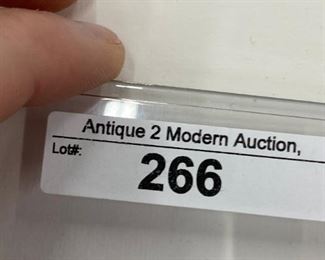 Antique 2 Modern Auction,
Lot#:
266